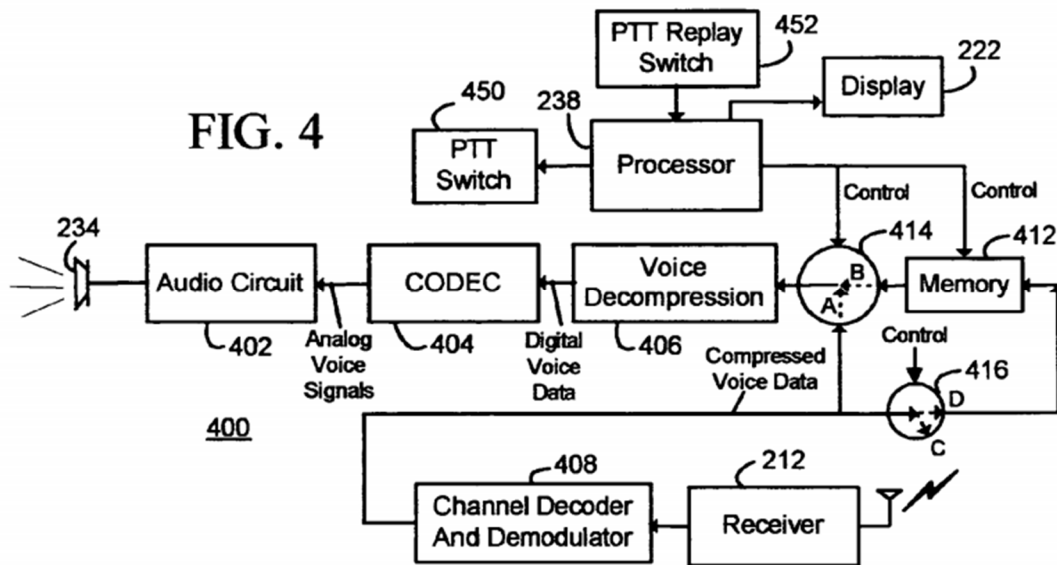 FIG. 4
PTT Replay
Switch
452
Display
222
450
PTT
Switch
238
Processor
Control
Control
234
Audio Circuit
402
Analog
Voice
Signals
CODEC
404
Digital
Voice
Data
Voice
Decompression
406
414
B
A
412
Memory
Compressed
Voice Data
Control
416
D
C
400
408
Channel Decoder
And Demodulator
212
Receiver